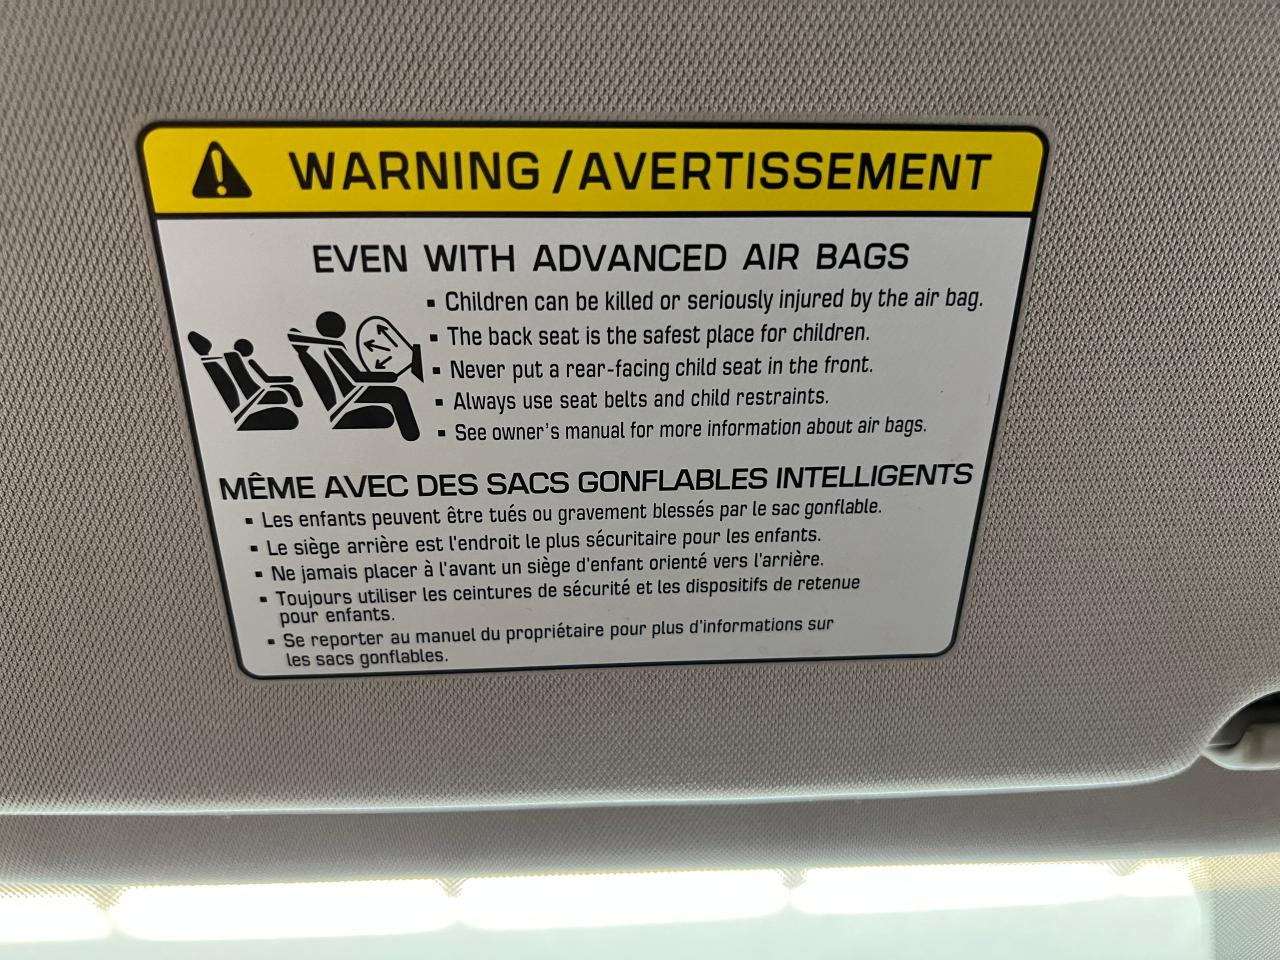 WARNING / AVERTISSEMENT
EVEN WITH ADVANCED AIR BAGS
▪ Children can be killed or seriously injured by the air bag.
▪ The back seat is the safest place for children.
▪ Never put a rear-facing child seat in the front.
▪ Always use seat belts and child restraints.
▪ See owner's manual for more information about air bags.
MÊME AVEC DES SACS GONFLABLES INTELLIGENTS
▪ Les enfants peuvent être tués ou gravement blessés par le sac gonflable.
▪ Le siège arrière est l'endroit le plus sécuritaire pour les enfants.
▪ Ne jamais placer à l'avant un siège d'enfant orienté vers l'arrière.
▪ Toujours utiliser les ceintures de sécurité et les dispositifs de retenue
pour enfants.
▪ Se reporter au manuel du propriétaire pour plus d'informations sur
les sacs gonflables.